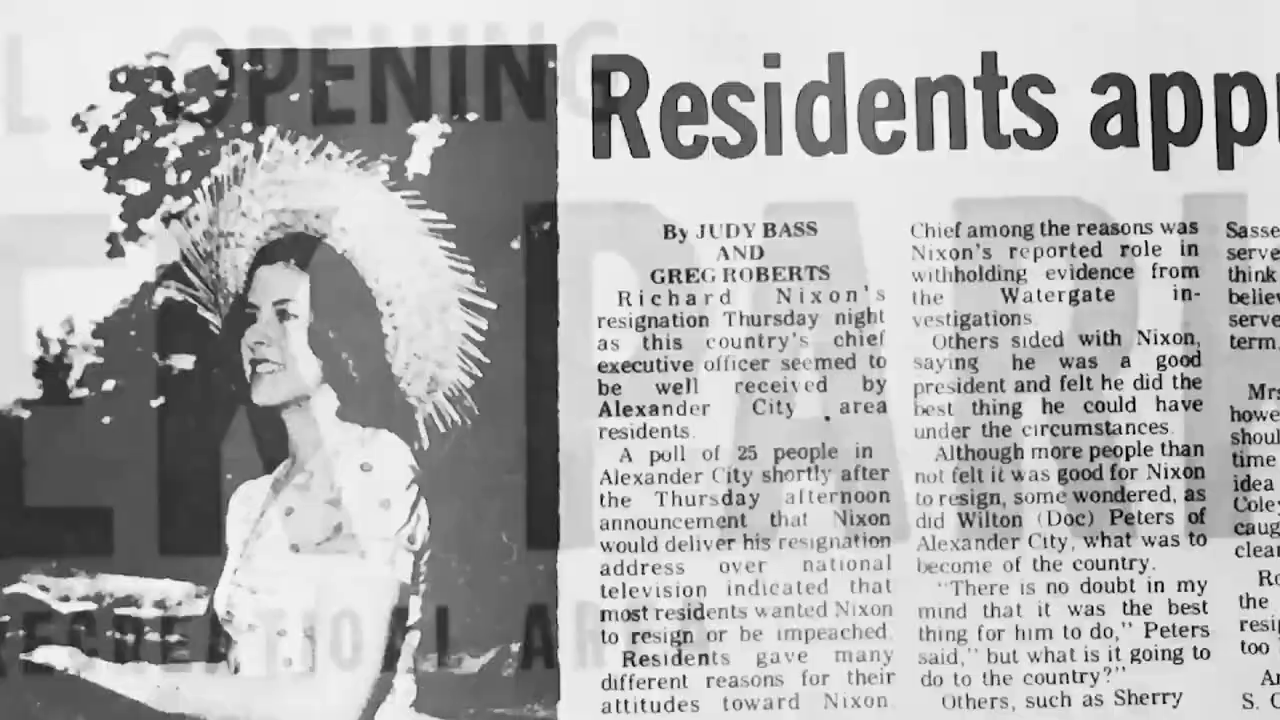 OPENING
RECREATIONAL
Residents
By JUDY BASS
AND
GREG ROBERTS
Richard Nixon's
resignation Thursday night
as this country's chief
executive officer seemed to
be well received by
Alexander City area
residents.
A poll of 25 people in
Alexander City shortly after
the Thursday afternoon
announcement that Nixon
would deliver his resignation
address over national
television indicated that
most residents wanted Nixon
to resign or be impeached.
Residents gave many
different reasons for their
attitudes toward Nixon.
Chief among the reasons was
Nixon's reported role in
withholding evidence from
the Watergate in-
vestigations.
Others sided with Nixon,
saying he was a good
president and felt he did the
best thing he could have
under the circumstances.
Although more people than
not felt it was good for Nixon
to resign, some wondered, as
did Wilton (Doc) Peters of
Alexander City, what was to
become of the country.
"There is no doubt in my
mind that it was the best
thing for him to do," Peters
said," but what is it going to
do to the country?"
Others, such as Sherry
think
term.
time
idea
the
too
S.